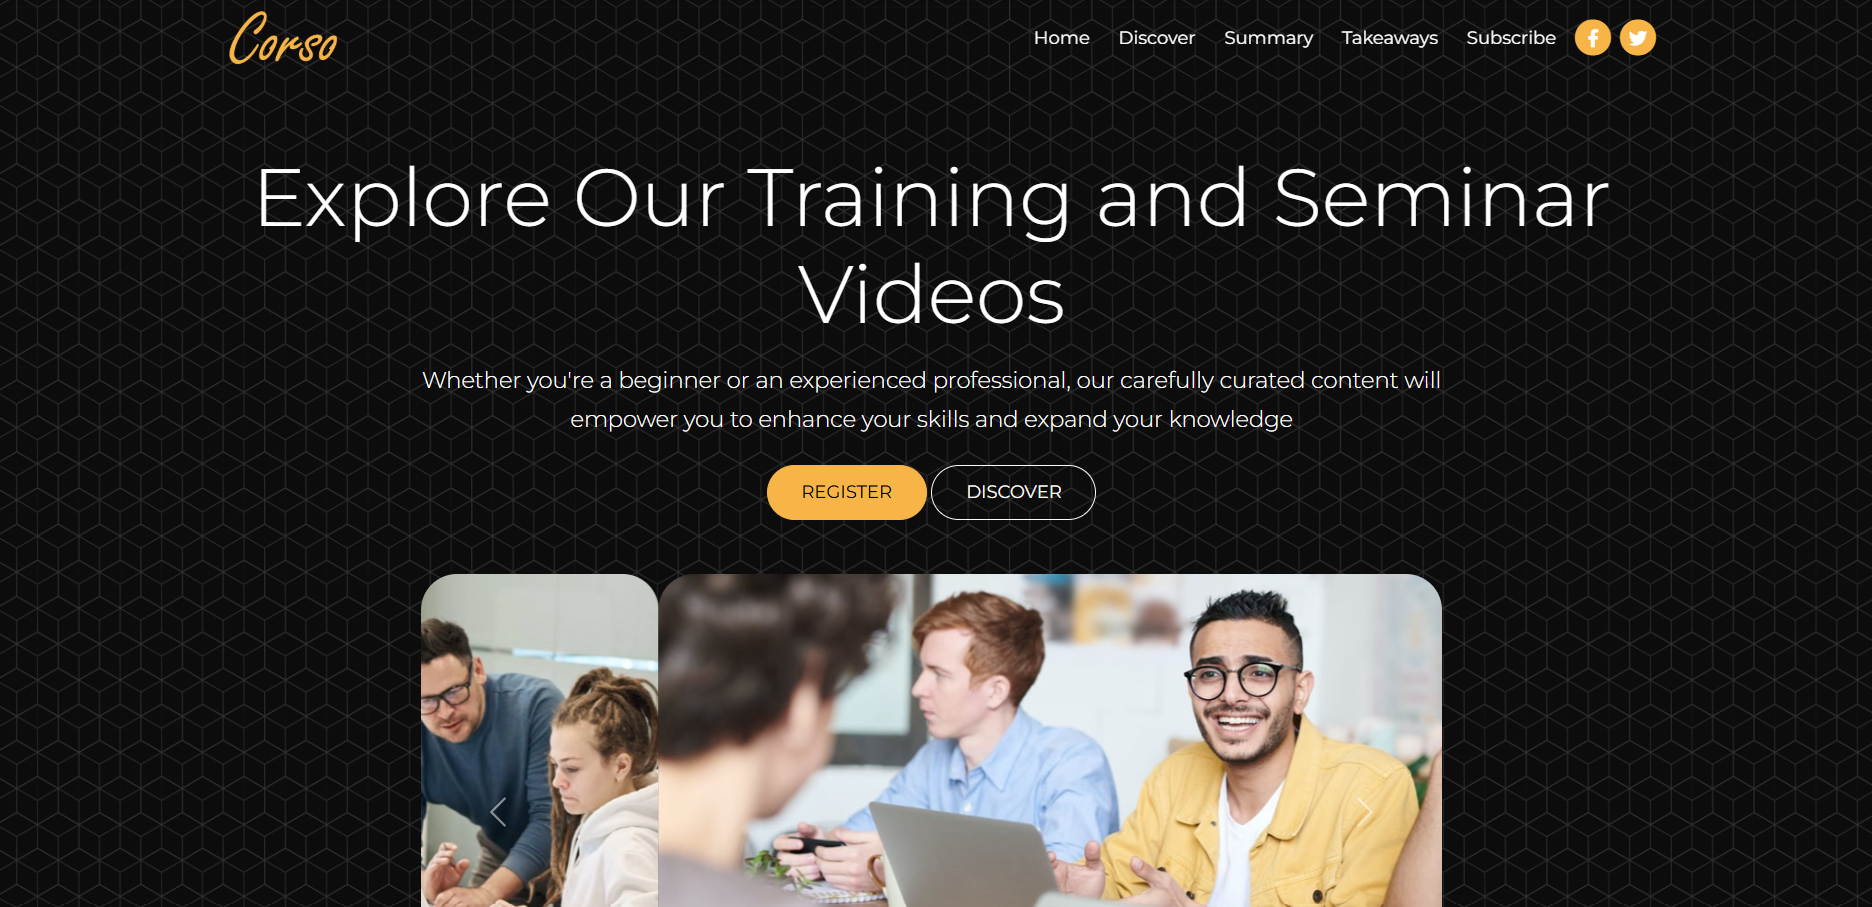 Corso
Home Discover Summary Takeaways Subscribe
Explore Our Training and Seminar
Videos
Whether you're a beginner or an experienced professional, our carefully curated content will
empower you to enhance your skills and expand your knowledge
REGISTER DISCOVER